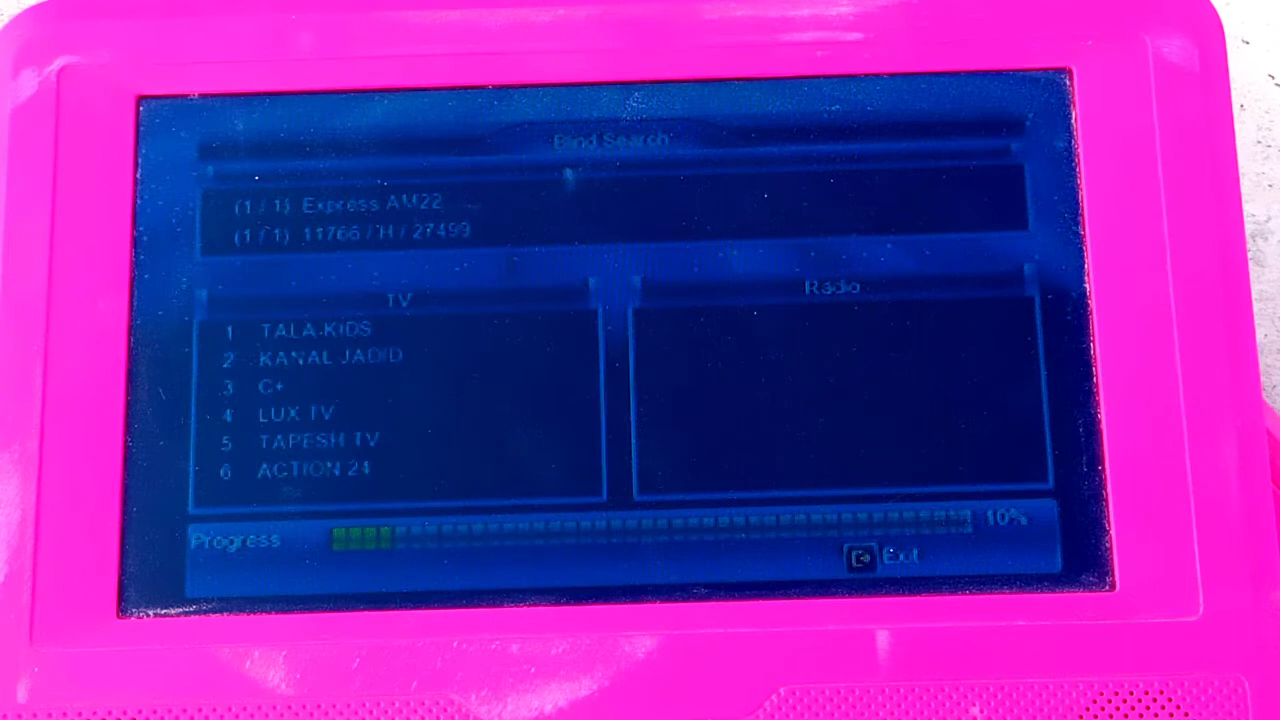 Blind Search
(1 / 1) Express AM22
(1 / 1) 11766 / H / 27499
TV
Radio
1 TALA KIDS
2 KANAL JADID
3 C+
4 LUX TV
5 TAPESH TV
6 ACTION 24
Progress
10%
Exit